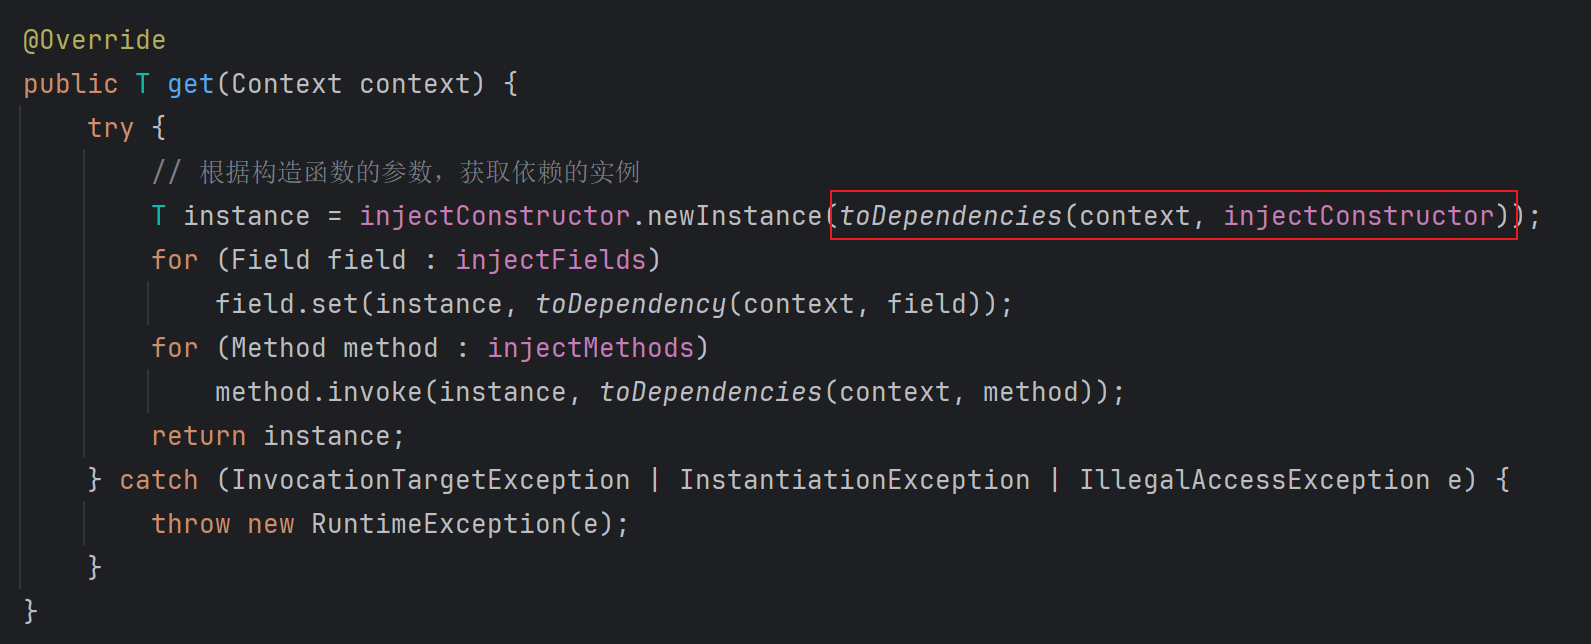 @Override
public T get(Context context) {
try {
// 根据构造函数的参数，获取依赖的实例
T instance = injectConstructor.newInstance(toDependencies(context, injectConstructor));
for (Field field : injectFields)
field.set(instance, toDependency(context, field));
for (Method method : injectMethods)
method.invoke(instance, toDependencies(context, method));
return instance;
} catch (InvocationTargetException | InstantiationException | IllegalAccessException e) {
throw new RuntimeException(e);
}
}